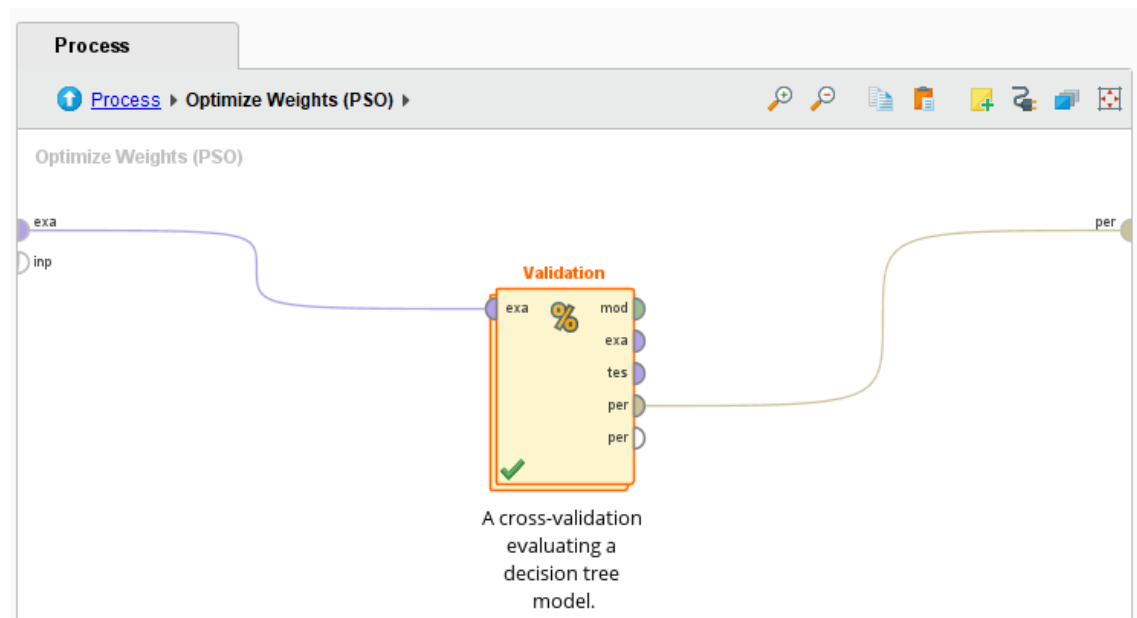 Process
Process ▸ Optimize Weights (PSO) ▸
Optimize Weights (PSO)
exa
per
inp
Validation
exa % mod
exa
tes
per
per
A cross-validation
evaluating a
decision tree
model.